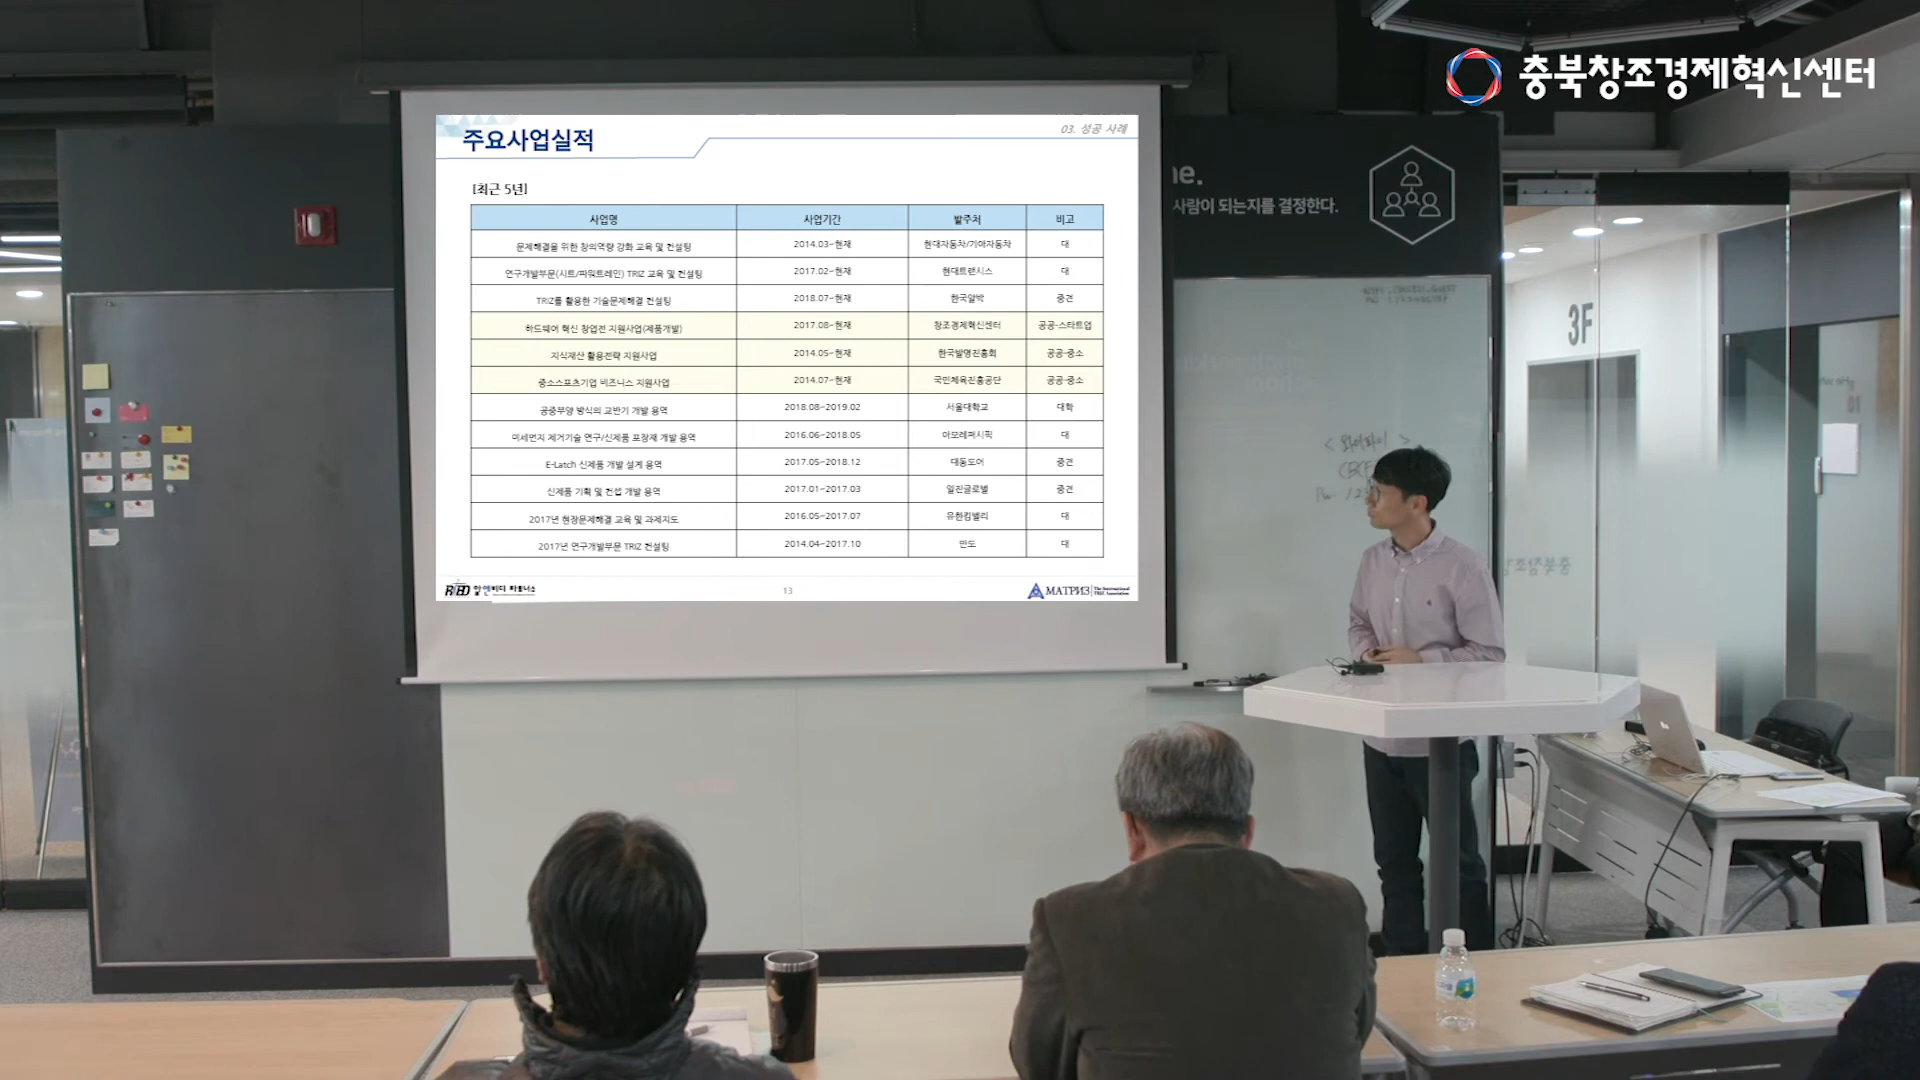 충북창조경제혁신센터
주요사업실적
03. 성공 사례
[최근 5년]
사업명 사업기간 발주처 비고
문제해결을 위한 창의역량 강화 교육 및 컨설팅 2014.03~현재 현대자동차/기아자동차 대
연구개발부문(시트/파워트레인) TRIZ 교육 및 컨설팅 2017.02~현재 현대트랜시스 대
TRIZ를 활용한 기술문제해결 컨설팅 2018.07~현재 한국알박 중견
하드웨어 혁신 창업전 지원사업(제품개발) 2017.08~현재 창조경제혁신센터 공공-스타트업
지식재산 활용전략 지원사업 2014.05~현재 한국발명진흥회 공공-중소
중소스포츠기업 비즈니스 지원사업 2014.07~현재 국민체육진흥공단 공공-중소
공중부양 방식의 교반기 개발 용역 2018.08~2019.02 서울대학교 대학
미세먼지 제거기술 연구/신제품 포장재 개발 용역 2016.06~2018.05 아모레퍼시픽 대
E-Latch 신제품 개발 설계 용역 2017.05~2018.12 대동도어 중견
신제품 기획 및 컨셉 개발 용역 2017.01~2017.03 일진글로벌 중견
2017년 현장문제해결 교육 및 과제지도 2016.05~2017.07 유한킴벌리 대
2017년 연구개발부문 TRIZ 컨설팅 2014.04~2017.10 만도 대
알앤비디 파트너스
13
МАТРИЗ The International TRIZ Association
ne.
사람이 되는지를 결정한다.
3F
< 와이파이 >